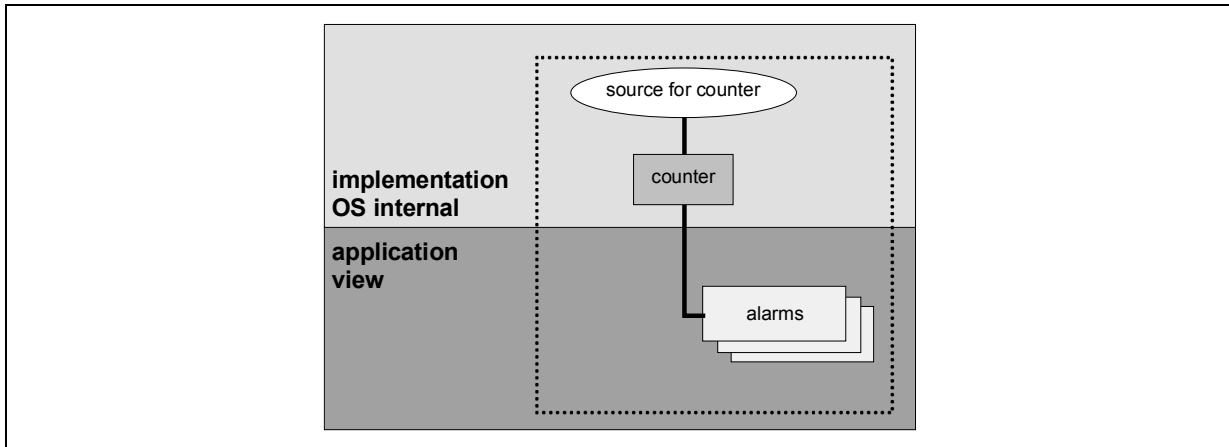 source for counter
counter
implementation
OS internal
application
view
alarms